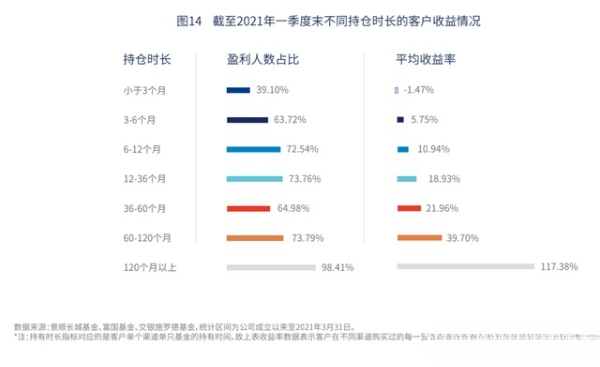 图14 截至2021年一季度末不同持仓时长的客户收益情况
持仓时长 盈利人数占比 平均收益率
小于3个月 39.10% -1.47%
3-6个月 63.72% 5.75%
6-12个月 72.54% 10.94%
12-36个月 73.76% 18.93%
36-60个月 64.98% 21.96%
60-120个月 73.79% 39.70%
120个月以上 98.41% 117.38%
数据来源：景顺长城基金、富国基金、交银施罗德基金，统计区间为公司成立以来至2021年3月31日。
*注：持有时长指标对应的是客户单个渠道单只基金的持有时间，故上表收益率数据表示客户在不同渠道购买过的每一